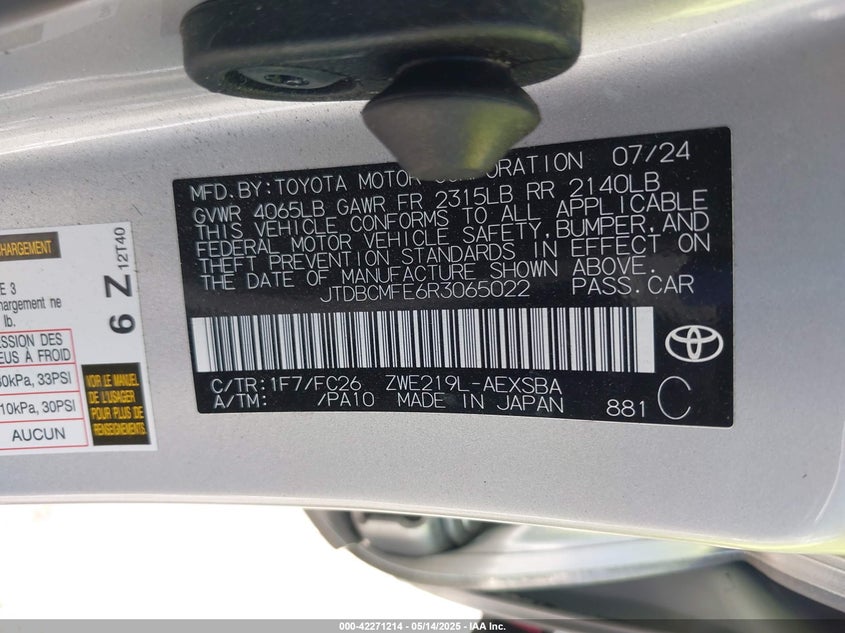 MFD. BY: TOYOTA MOTOR 07/24
GVWR 4065LB GAWR FR 2315LB RR 2140LB
THIS VEHICLE CONFORMS TO ALL APPLICABLE
FEDERAL MOTOR VEHICLE SAFETY, BUMPER, AND
THEFT PREVENTION STANDARDS IN EFFECT ON
THE DATE OF MANUFACTURE SHOWN ABOVE.
JTDBCMFE6R3065022 PASS. CAR
C/TR: 1F7/FC26 ZWE219L-AEXSBA
A/TM: /PA10 MADE IN JAPAN 881 C
TOYOTA
CHARGEMENT
E 3
hargement ne
lb.
6 Z 12T40
ESSION DES
EUS À FROID
kPa, 33PSI
10kPa, 30PSI
AUCUN
VOIR LE MANUEL
DE L'USAGER
POUR PLUS DE
RENSEIGNEMENTS
000-42271214 - 05/14/2025 - IAA Inc.